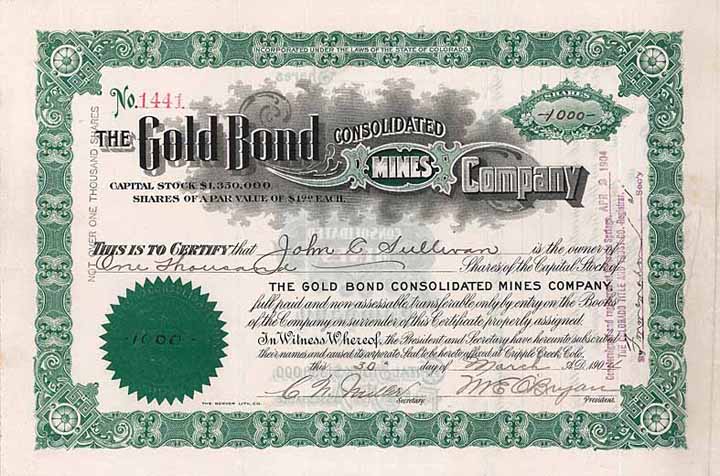 INCORPORATED UNDER THE LAWS OF THE STATE OF COLORADO.
No. 1441
SHARES
-1000-
THE Gold Bond CONSOLIDATED MINES Company
CAPITAL STOCK $1,350,000.
SHARES OF A PAR VALUE OF $1.00 EACH.
NOT OVER ONE THOUSAND SHARES
THIS IS TO CERTIFY that John C Sullivan is the owner of
One Thousand Shares of the Capital Stock of
THE GOLD BOND CONSOLIDATED MINES COMPANY,
full paid and non-assessable, transferable only by entry on the Books
of the Company on surrender of this Certificate properly assigned.
In Witness Whereof, the President and Secretary have hereunto subscribed
their names and caused its corporate Seal to be hereto affixed at Cripple Creek Colo.
this 30 day of March A.D. 1904
-1000-
C N Miller
Secretary.
M E O'Bryan
President.
THE DENVER LITH. CO.
APR 2 1904
THE COLORADO TITLE AND TRUST CO. Registrar,
Sec'y